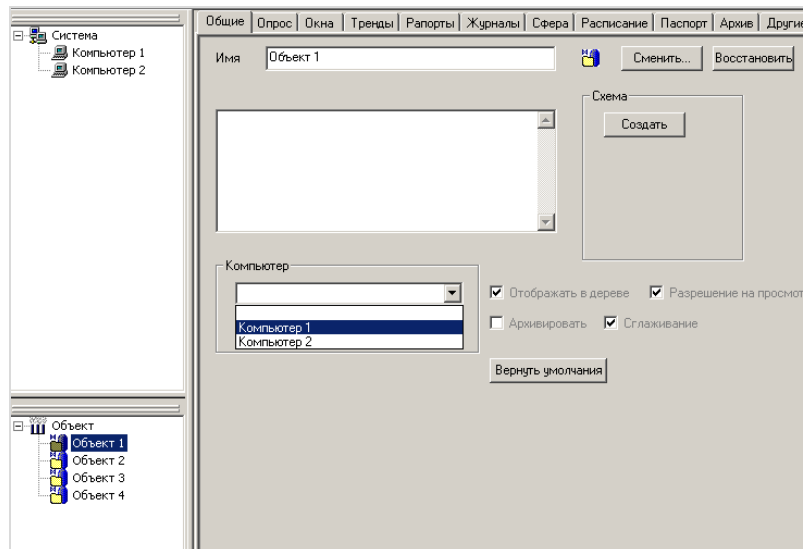 Общие Опрос Окна Тренды Рапорты Журналы Сфера Расписание Паспорт Архив Другие
Система
Компьютер 1
Компьютер 2
Имя Объект 1 Сменить... Восстановить
Схема
Создать
Компьютер
Компьютер 1
Компьютер 2
Отображать в дереве Разрешение на просмот
Архивировать Сглаживание
Вернуть умолчания
Объект
Объект 1
Объект 2
Объект 3
Объект 4